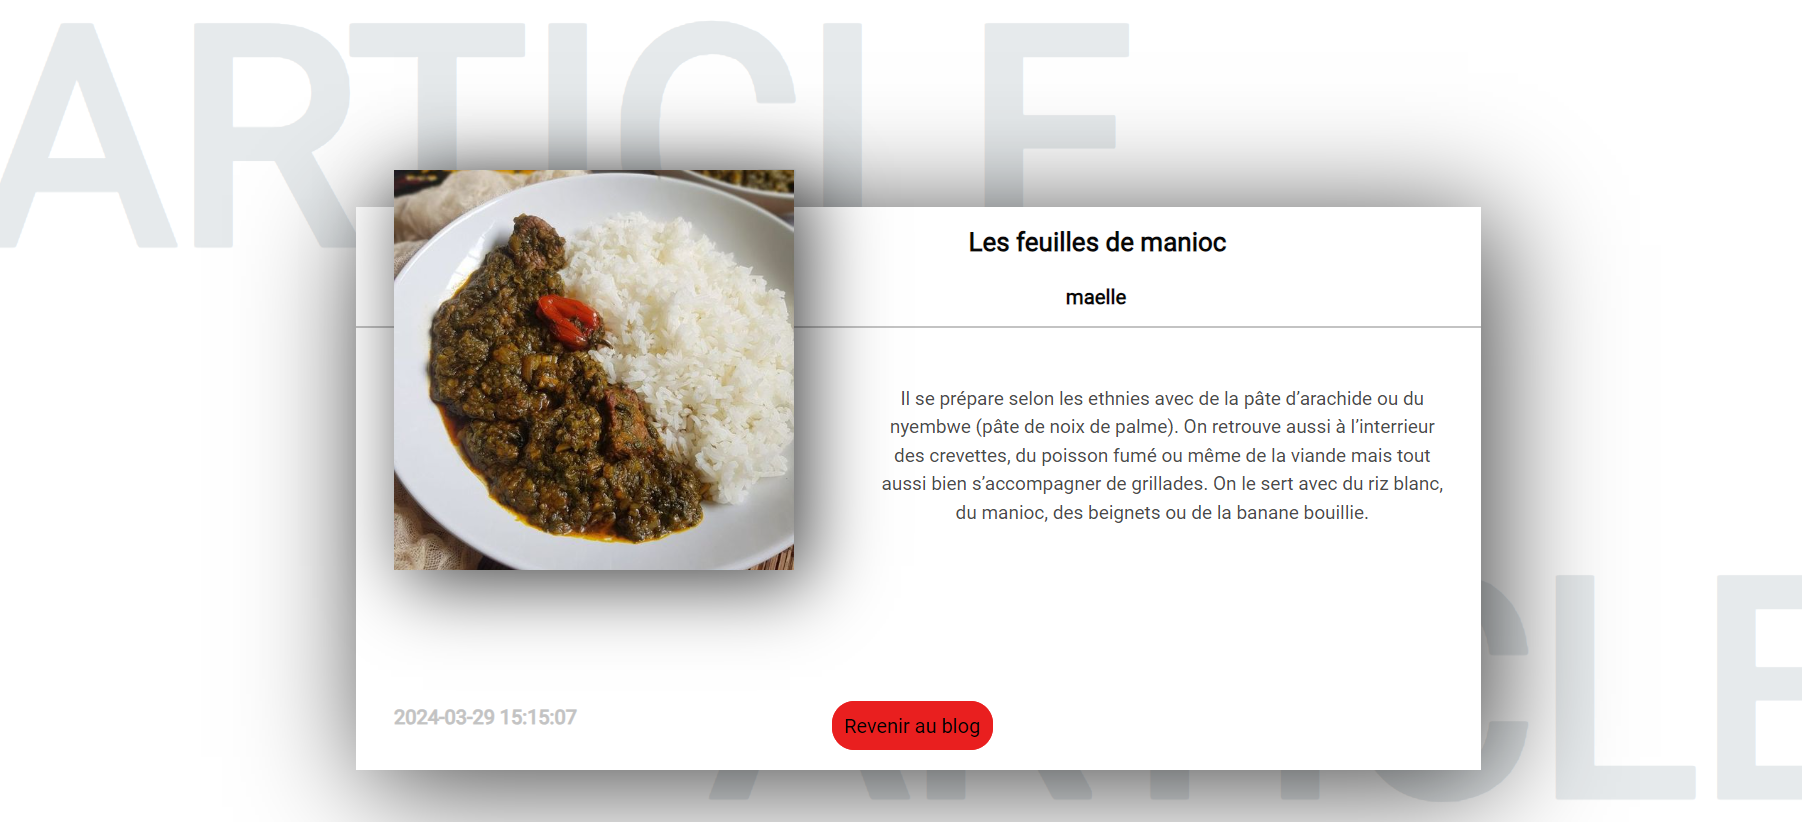 ARTICLE
Les feuilles de manioc
maelle
Il se prépare selon les ethnies avec de la pâte d’arachide ou du
nyembwe (pâte de noix de palme). On retrouve aussi à l’interrieur
des crevettes, du poisson fumé ou même de la viande mais tout
aussi bien s’accompagner de grillades. On le sert avec du riz blanc,
du manioc, des beignets ou de la banane bouillie.
2024-03-29 15:15:07
Revenir au blog
ARTICLE